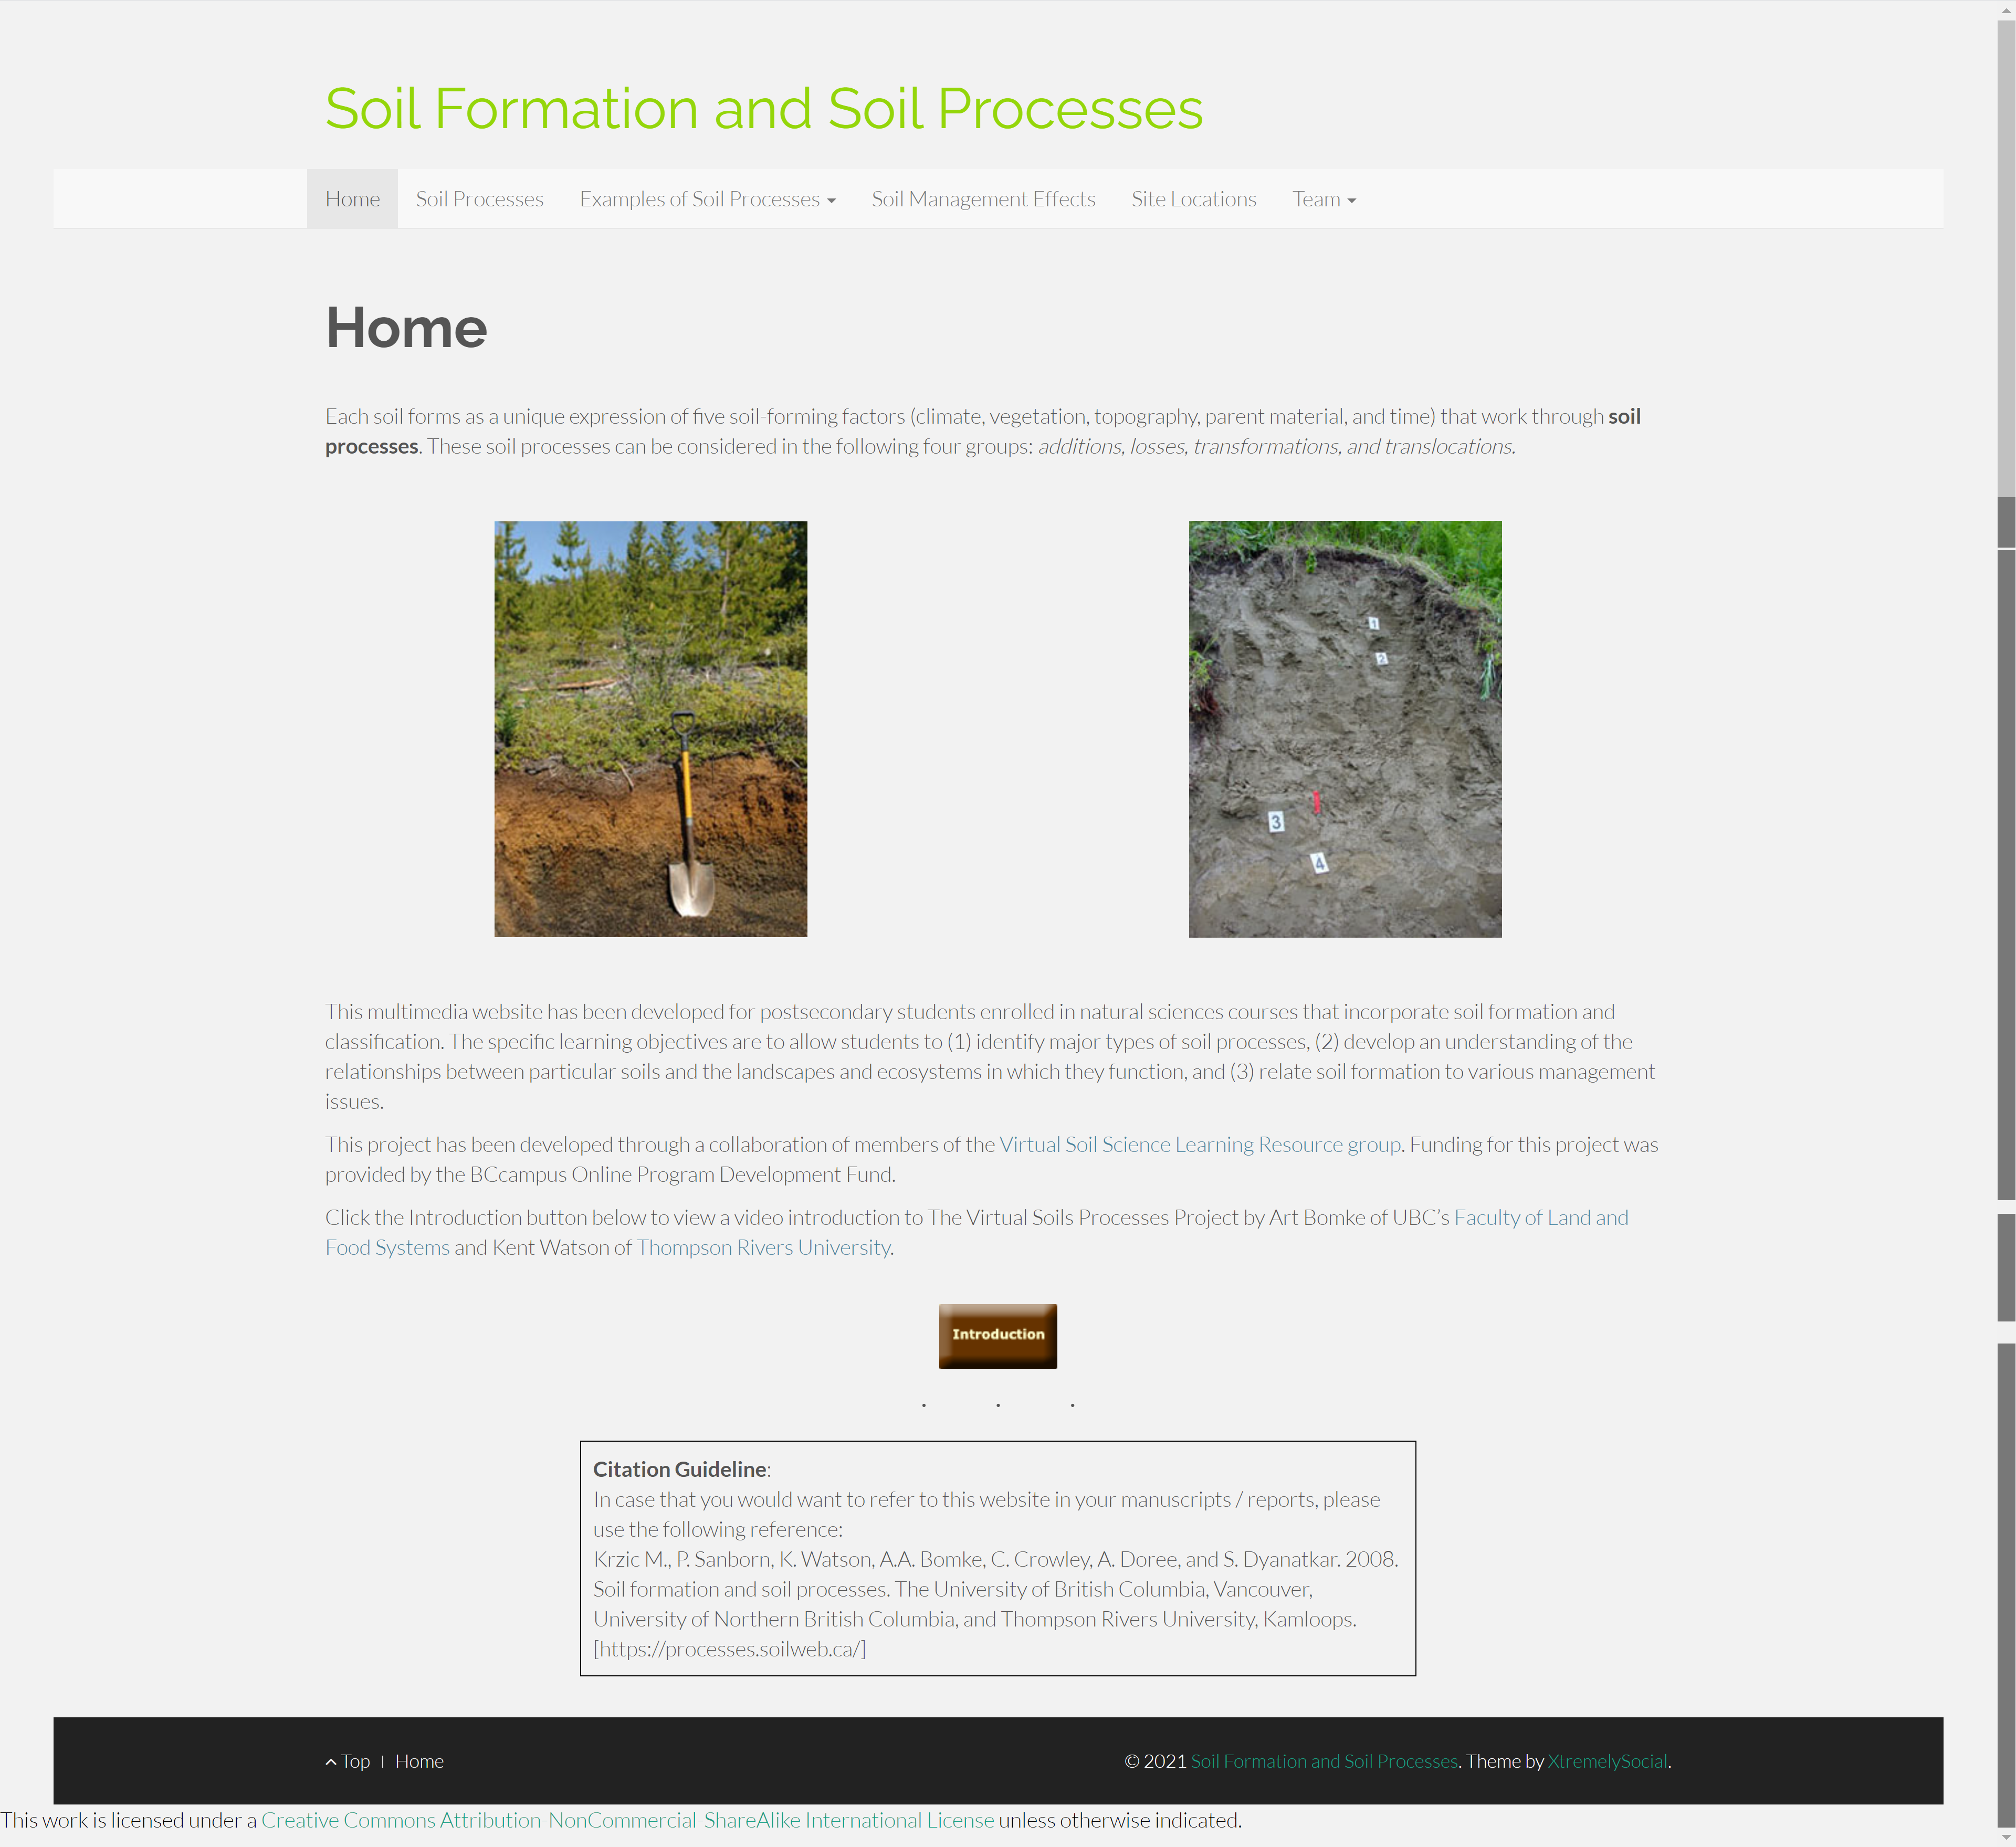 Soil Formation and Soil Processes
Home Soil Processes Examples of Soil Processes Soil Management Effects Site Locations Team
Home
Each soil forms as a unique expression of five soil-forming factors (climate, vegetation, topography, parent material, and time) that work through soil
processes. These soil processes can be considered in the following four groups: additions, losses, transformations, and translocations.
1
2
3
4
This multimedia website has been developed for postsecondary students enrolled in natural sciences courses that incorporate soil formation and
classification. The specific learning objectives are to allow students to (1) identify major types of soil processes, (2) develop an understanding of the
relationships between particular soils and the landscapes and ecosystems in which they function, and (3) relate soil formation to various management
issues.
This project has been developed through a collaboration of members of the Virtual Soil Science Learning Resource group. Funding for this project was
provided by the BCcampus Online Program Development Fund.
Click the Introduction button below to view a video introduction to The Virtual Soils Processes Project by Art Bomke of UBC’s Faculty of Land and
Food Systems and Kent Watson of Thompson Rivers University.
Introduction
. . .
Citation Guideline:
In case that you would want to refer to this website in your manuscripts / reports, please
use the following reference:
Krzic M., P. Sanborn, K. Watson, A.A. Bomke, C. Crowley, A. Doree, and S. Dyanatkar. 2008.
Soil formation and soil processes. The University of British Columbia, Vancouver,
University of Northern British Columbia, and Thompson Rivers University, Kamloops.
[https://processes.soilweb.ca/]
Top | Home
© 2021 Soil Formation and Soil Processes. Theme by XtremelySocial.
This work is licensed under a Creative Commons Attribution-NonCommercial-ShareAlike International License unless otherwise indicated.